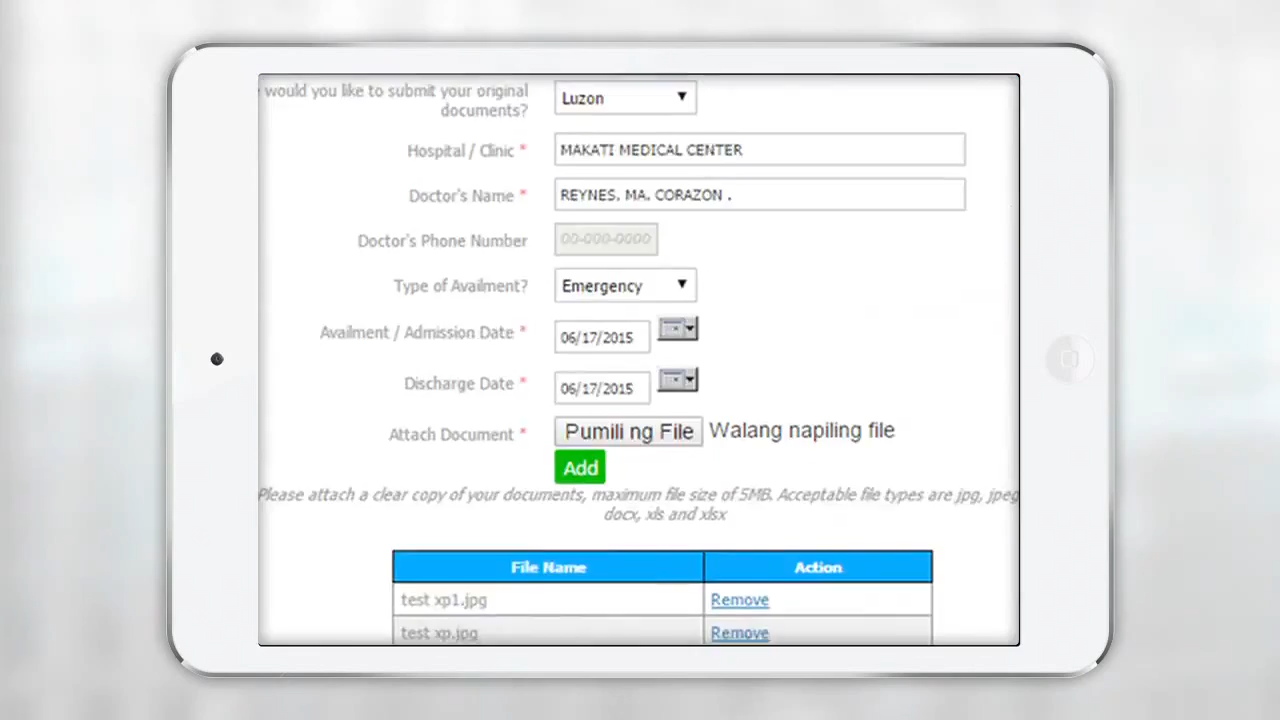 would you like to submit your original
documents?
Luzon
Hospital / Clinic *
MAKATI MEDICAL CENTER
Doctor's Name *
REYNES, MA. CORAZON .
Doctor's Phone Number
00-000-0000
Type of Availment?
Emergency
Availment / Admission Date *
06/17/2015
Discharge Date *
06/17/2015
Attach Document *
Pumili ng File
Walang napiling file
Add
Please attach a clear copy of your documents, maximum file size of 5MB. Acceptable file types are jpg, jpeg
docx, xls and xlsx
File Name
Action
test xp1.jpg
Remove
test xp.jpg
Remove